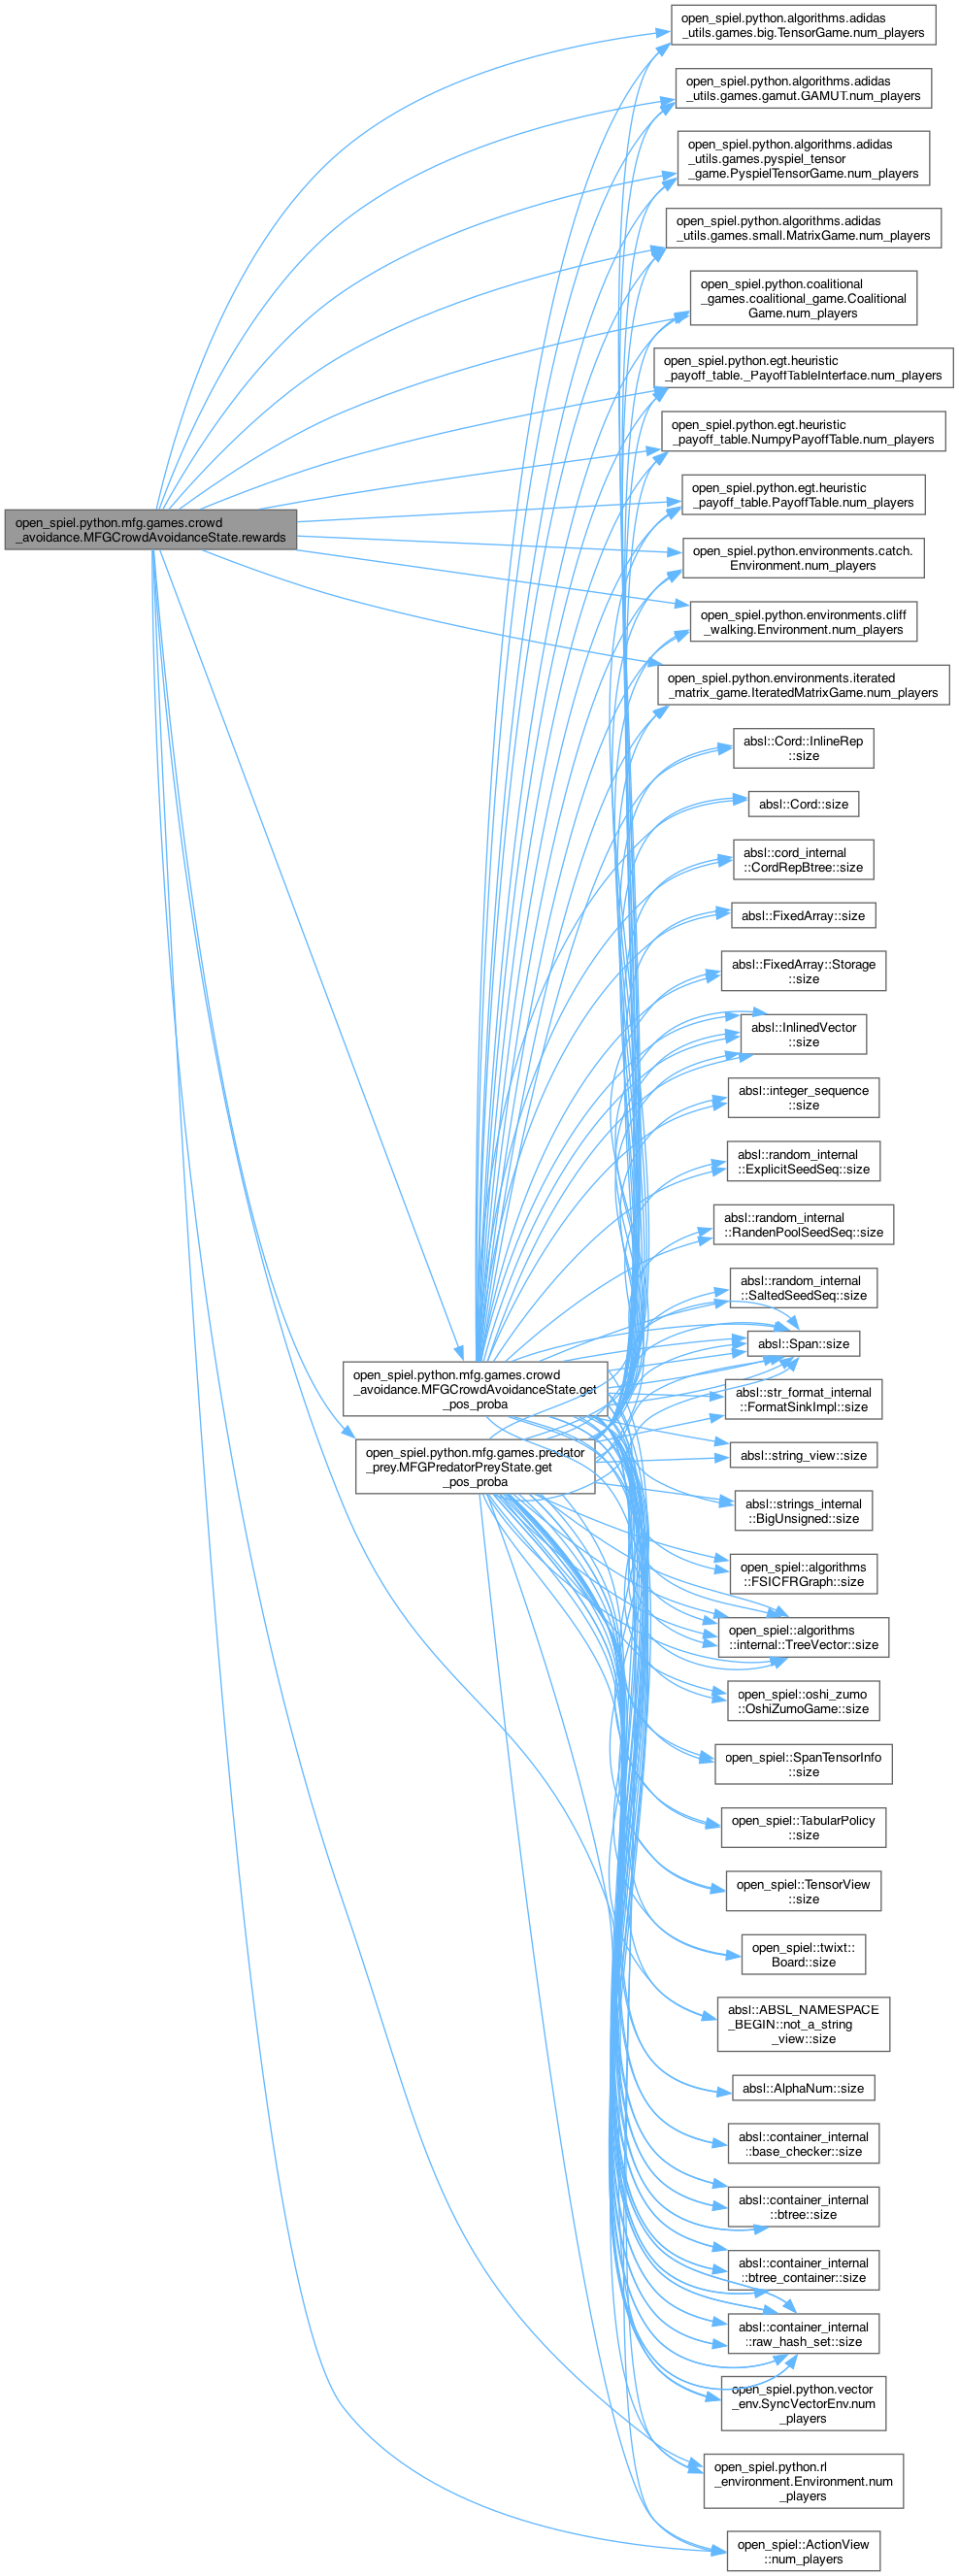 open_spiel.python.algorithms.adidas
_utils.games.big.TensorGame.num_players
open_spiel.python.algorithms.adidas
_utils.games.gamut.GAMUT.num_players
open_spiel.python.algorithms.adidas
_utils.games.pyspiel_tensor
_game.PyspielTensorGame.num_players
open_spiel.python.algorithms.adidas
_utils.games.small.MatrixGame.num_players
open_spiel.python.coalitional
_games.coalitional_game.Coalitional
Game.num_players
open_spiel.python.egt.heuristic
_payoff_table._PayoffTableInterface.num_players
open_spiel.python.egt.heuristic
_payoff_table.NumpyPayoffTable.num_players
open_spiel.python.egt.heuristic
_payoff_table.PayoffTable.num_players
open_spiel.python.mfg.games.crowd
_avoidance.MFGCrowdAvoidanceState.rewards
open_spiel.python.environments.catch.
Environment.num_players
open_spiel.python.environments.cliff
_walking.Environment.num_players
open_spiel.python.environments.iterated
_matrix_game.IteratedMatrixGame.num_players
absl::Cord::InlineRep
::size
absl::Cord::size
absl::cord_internal
::CordRepBtree::size
absl::FixedArray::size
absl::FixedArray::Storage
::size
absl::InlinedVector
::size
absl::integer_sequence
::size
absl::random_internal
::ExplicitSeedSeq::size
absl::random_internal
::RandenPoolSeedSeq::size
absl::random_internal
::SaltedSeedSeq::size
absl::Span::size
open_spiel.python.mfg.games.crowd
_avoidance.MFGCrowdAvoidanceState.get
_pos_proba
absl::str_format_internal
::FormatSinkImpl::size
absl::string_view::size
open_spiel.python.mfg.games.predator
_prey.MFGPredatorPreyState.get
_pos_proba
absl::strings_internal
::BigUnsigned::size
open_spiel::algorithms
::FSICFRGraph::size
open_spiel::algorithms
::internal::TreeVector::size
open_spiel::oshi_zumo
::OshiZumoGame::size
open_spiel::SpanTensorInfo
::size
open_spiel::TabularPolicy
::size
open_spiel::TensorView
::size
open_spiel::twixt::
Board::size
absl::ABSL_NAMESPACE
_BEGIN::not_a_string
_view::size
absl::AlphaNum::size
absl::container_internal
::base_checker::size
absl::container_internal
::btree::size
absl::container_internal
::btree_container::size
absl::container_internal
::raw_hash_set::size
open_spiel.python.vector
_env.SyncVectorEnv.num
_players
open_spiel.python.rl
_environment.Environment.num
_players
open_spiel::ActionView
::num_players